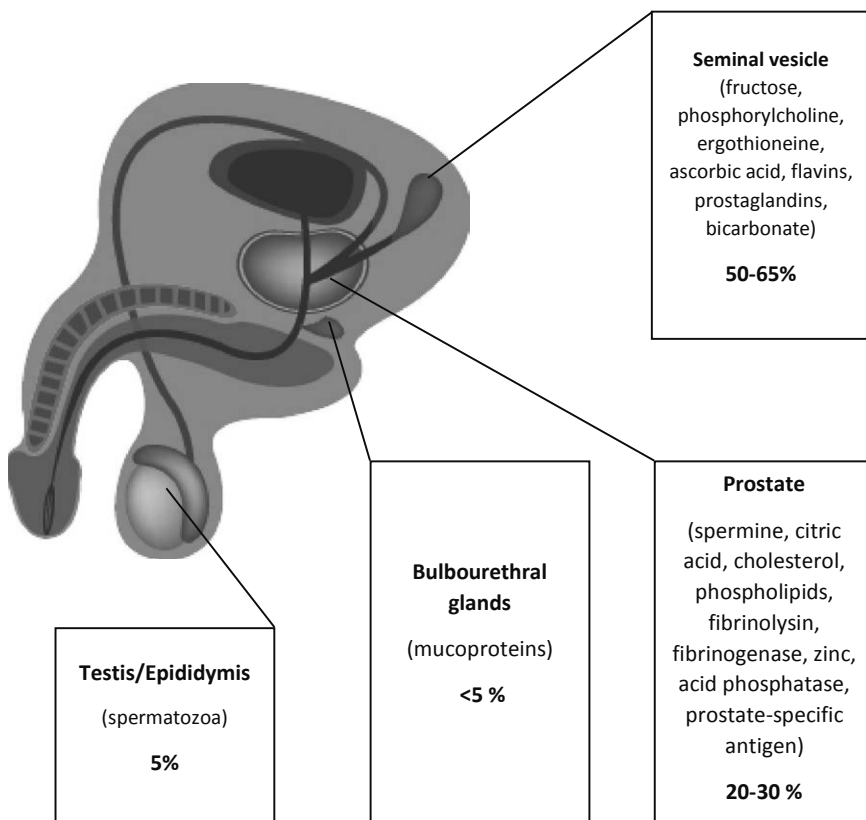 Seminal vesicle
(fructose,
phosphorylcholine,
ergothioneine,
ascorbic acid, flavins,
prostaglandins,
bicarbonate)
50-65%
Prostate
(spermine, citric
acid, cholesterol,
phospholipids,
fibrinolysin,
fibrinogenase, zinc,
acid phosphatase,
prostate-specific
antigen)
20-30 %
Bulbourethral
glands
(mucoproteins)
<5 %
Testis/Epididymis
(spermatozoa)
5%